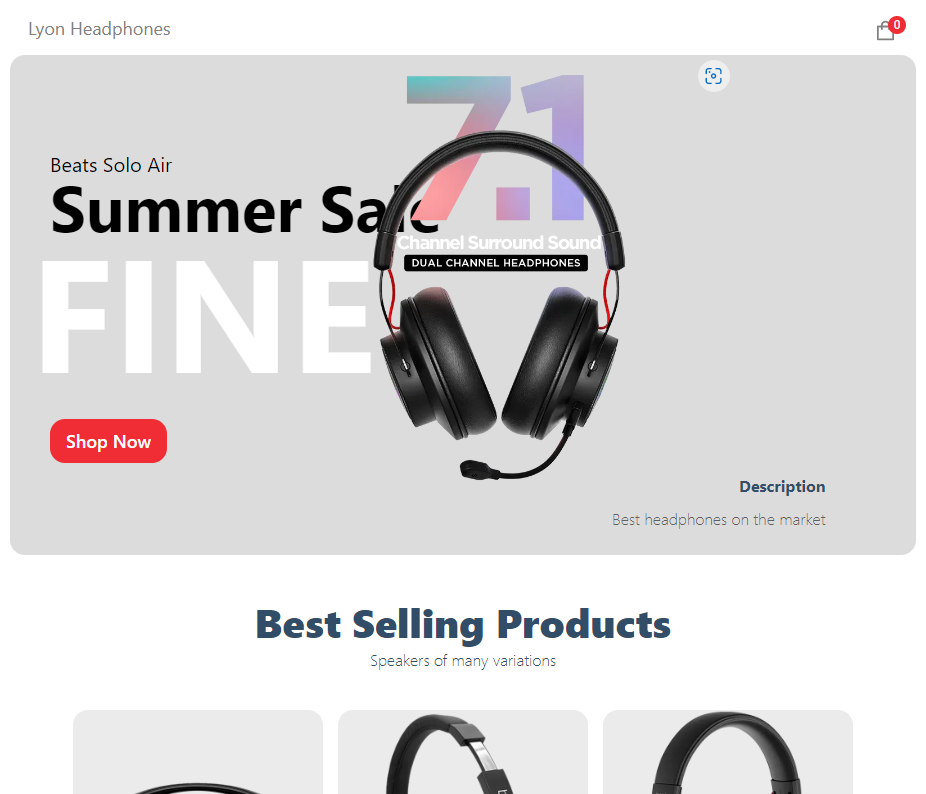 Lyon Headphones
0
7.1
Beats Solo Air
Summer Sale
Channel Surround Sound
DUAL CHANNEL HEADPHONES
FINE
Shop Now
Description
Best headphones on the market
Best Selling Products
Speakers of many variations